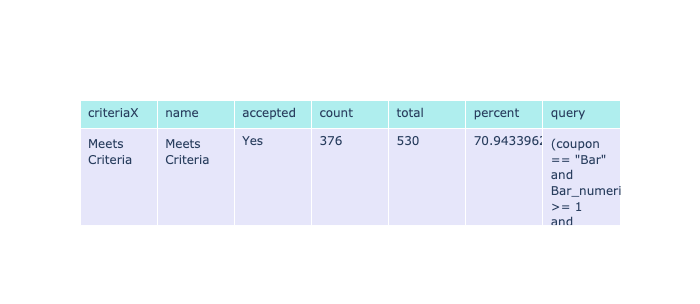 criteriaX name accepted count total percent query
Meets Criteria Meets Criteria Yes 376 530 70.9433962 (coupon
== "Bar"
and
Bar_numeri
>= 1
and